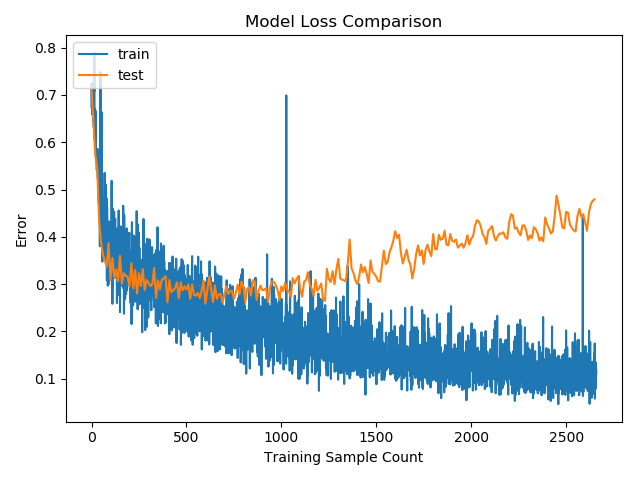 Model Loss Comparison
train
test
Error
0.8
0.7
0.6
0.5
0.4
0.3
0.2
0.1
0 500 1000 1500 2000 2500
Training Sample Count